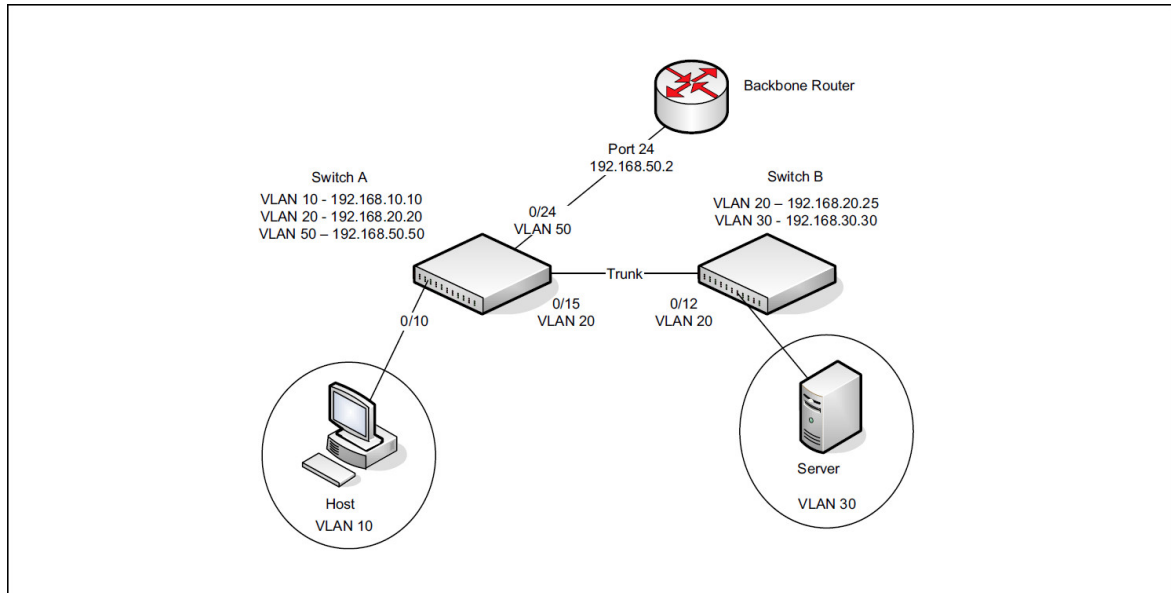 Backbone Router
Port 24
192.168.50.2
Switch A
VLAN 10 - 192.168.10.10
VLAN 20 - 192.168.20.20
VLAN 50 – 192.168.50.50
0/24
VLAN 50
Switch B
VLAN 20 – 192.168.20.25
VLAN 30 - 192.168.30.30
Trunk
0/15
VLAN 20
0/12
VLAN 20
0/10
Host
VLAN 10
Server
VLAN 30